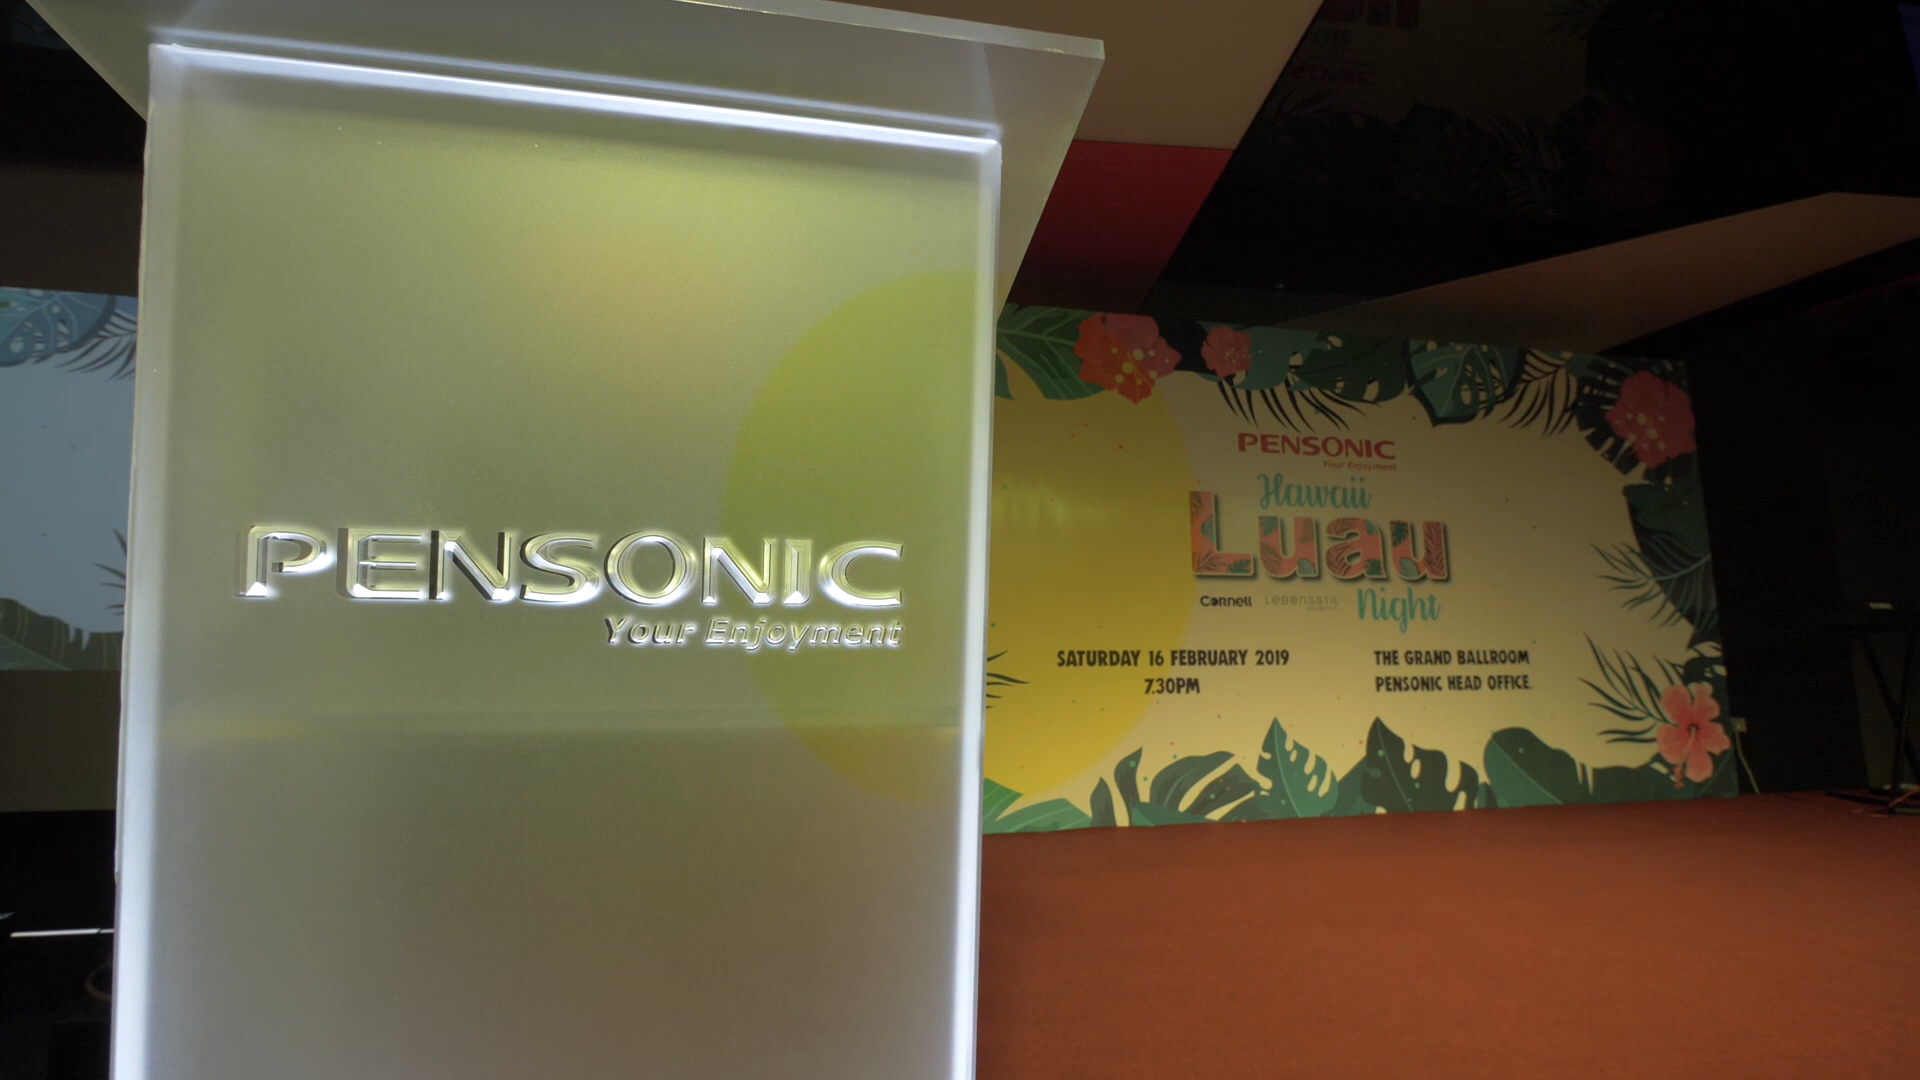 PENSONIC
Your Enjoyment
PENSONIC
Your Enjoyment
Hawaii
Luau
Night
Cornell LEBENSSTIL
SATURDAY 16 FEBRUARY 2019
7.30PM
THE GRAND BALLROOM
PENSONIC HEAD OFFICE.